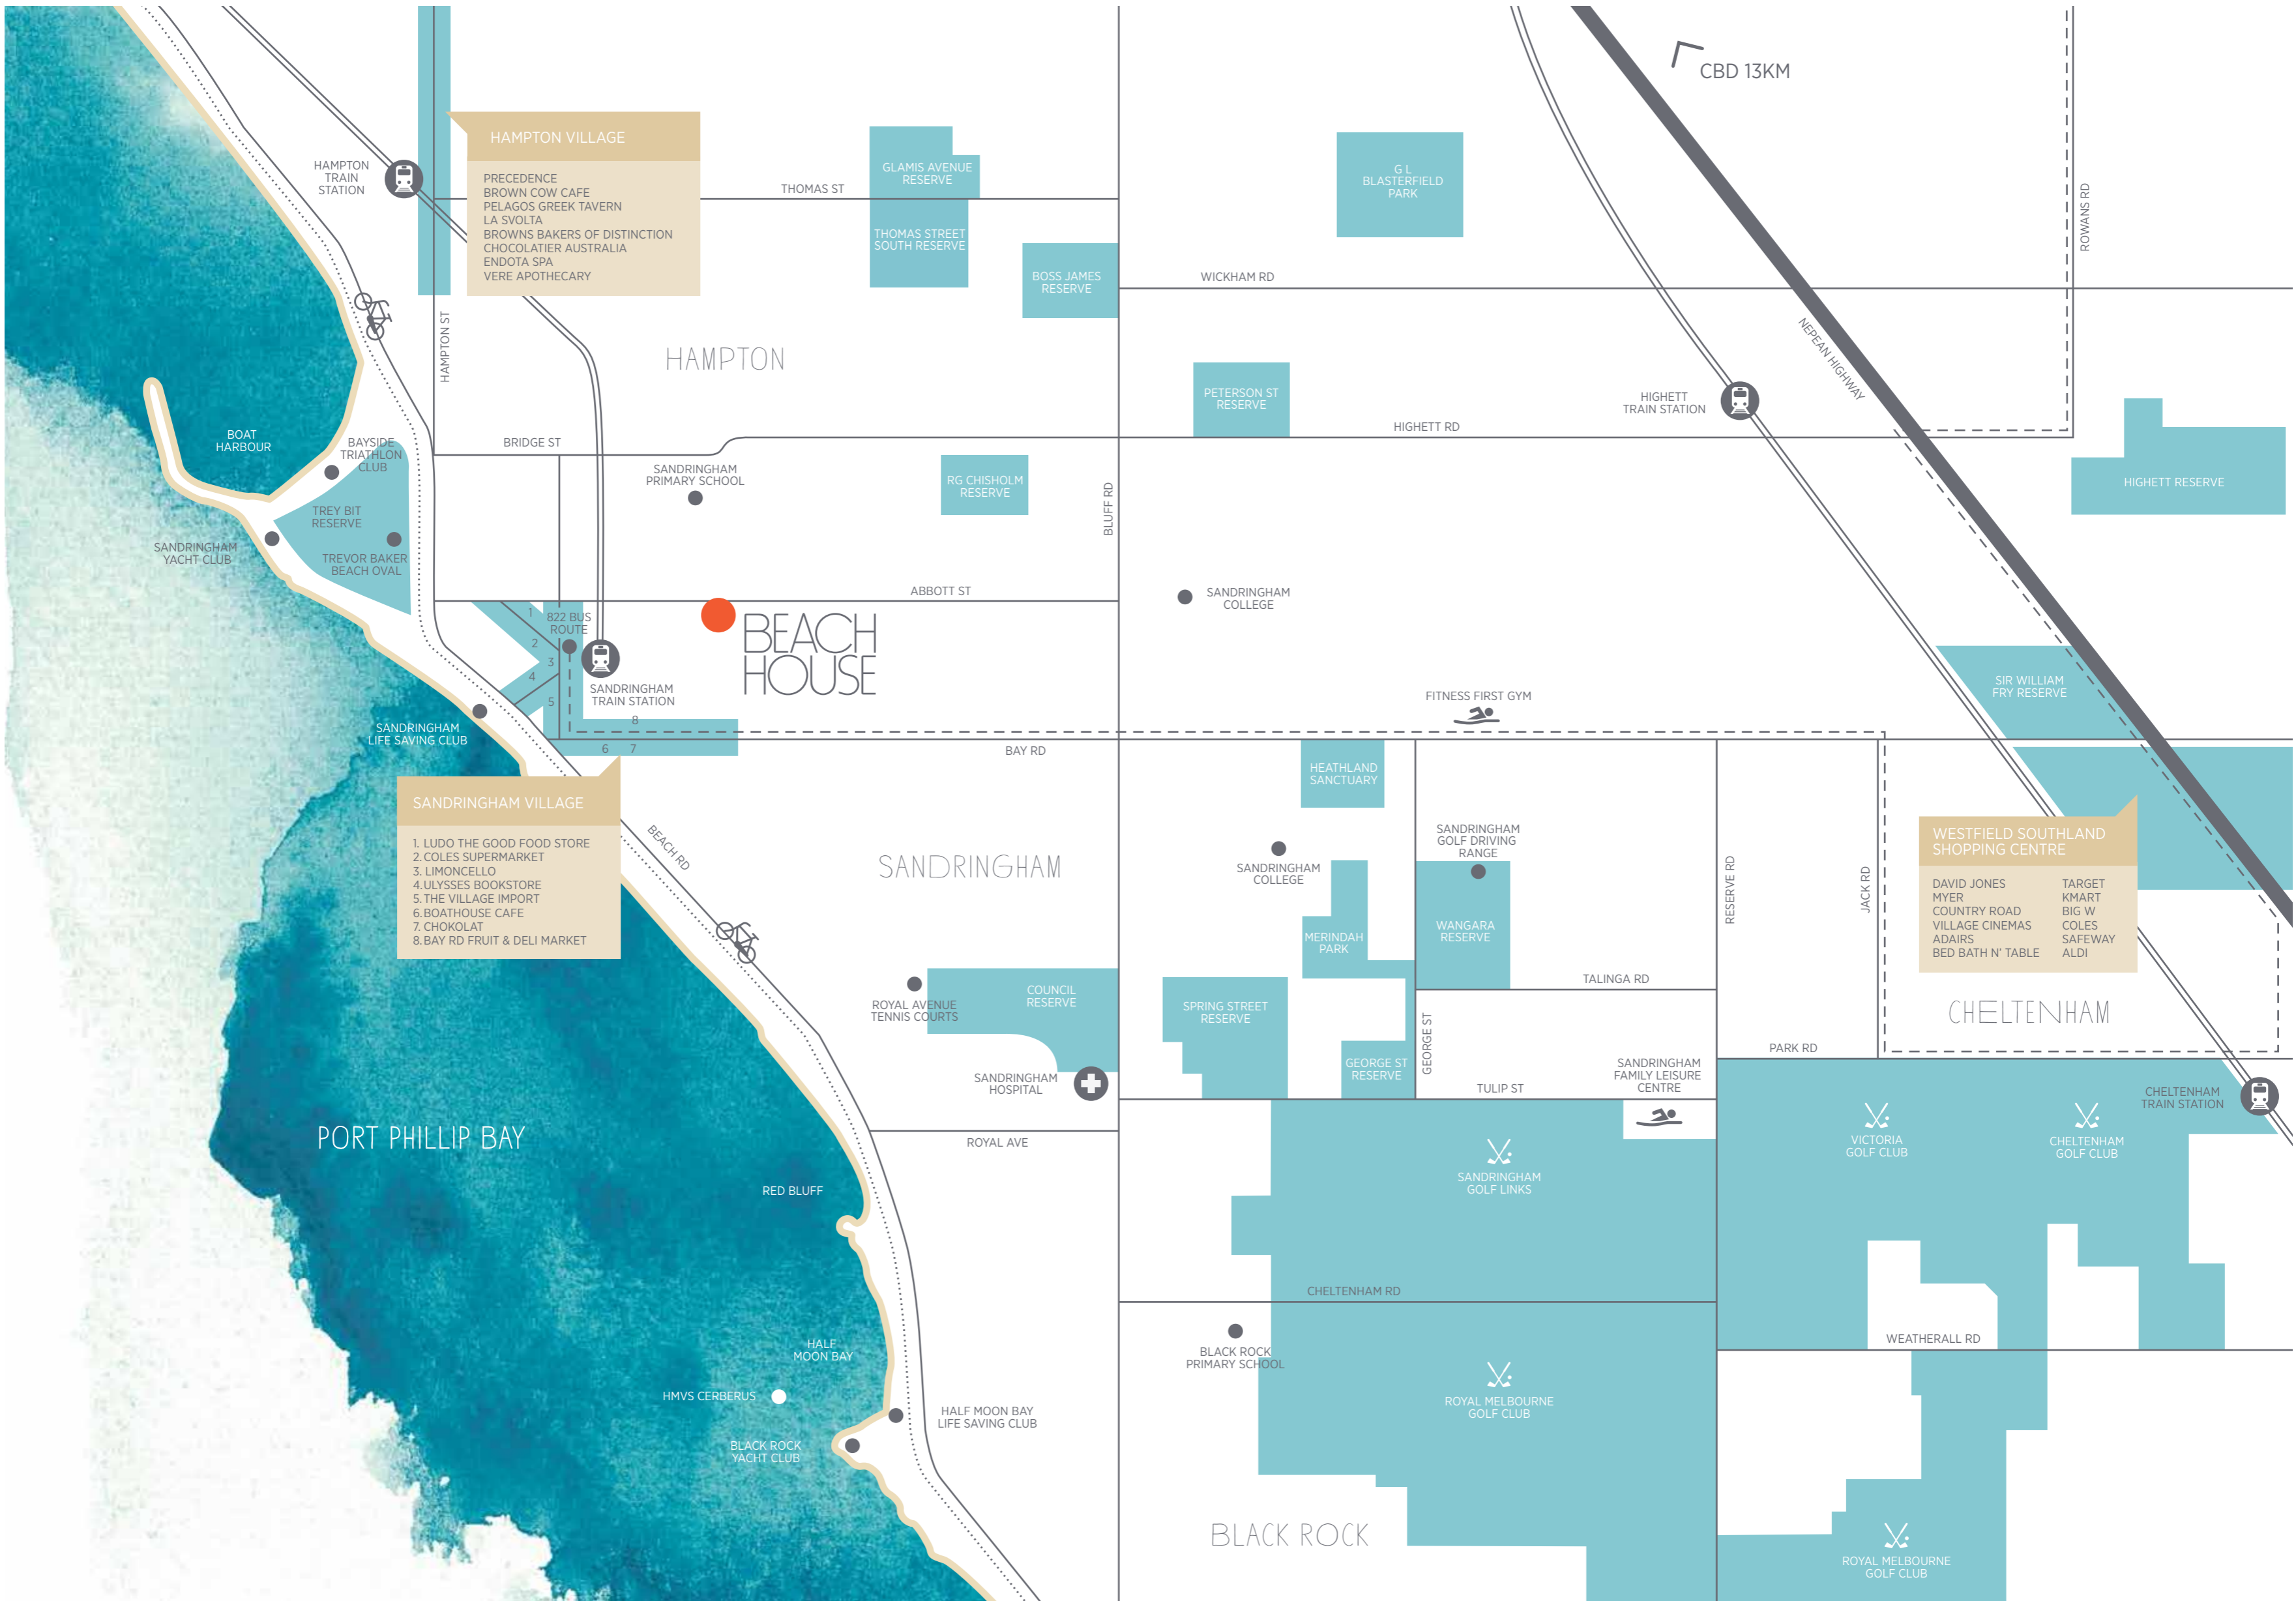 CBD 13KM
HAMPTON VILLAGE
PRECEDENCE
BROWN COW CAFE
PELAGOS GREEK TAVERN
LA SVOLTA
BROWNS BAKERS OF DISTINCTION
CHOCOLATIER AUSTRALIA
ENDOTA SPA
VERE APOTHECARY
HAMPTON
TRAIN
STATION
THOMAS ST
GLAMIS AVENUE
RESERVE
THOMAS STREET
SOUTH RESERVE
BOSS JAMES
RESERVE
G L
BLASTERFIELD
PARK
ROWANS RD
WICKHAM RD
HAMPTON ST
HAMPTON
NEPEAN HIGHWAY
PETERSON ST
RESERVE
HIGHETT
TRAIN STATION
HIGHETT RD
BOAT
HARBOUR
BAYSIDE
TRIATHLON
CLUB
BRIDGE ST
SANDRINGHAM
PRIMARY SCHOOL
RG CHISHOLM
RESERVE
BLUFF RD
HIGHETT RESERVE
TREY BIT
RESERVE
SANDRINGHAM
YACHT CLUB
TREVOR BAKER
BEACH OVAL
ABBOTT ST
SANDRINGHAM
COLLEGE
1
822 BUS
ROUTE
2
3
4
5
BEACH
HOUSE
SANDRINGHAM
TRAIN STATION
8
6
7
SANDRINGHAM
LIFE SAVING CLUB
FITNESS FIRST GYM
SIR WILLIAM
FRY RESERVE
BAY RD
HEATHLAND
SANCTUARY
SANDRINGHAM VILLAGE
1. LUDO THE GOOD FOOD STORE
2. COLES SUPERMARKET
3. LIMONCELLO
4. ULYSSES BOOKSTORE
5. THE VILLAGE IMPORT
6. BOATHOUSE CAFE
7. CHOKOLAT
8. BAY RD FRUIT & DELI MARKET
BEACH RD
SANDRINGHAM
SANDRINGHAM
COLLEGE
SANDRINGHAM
GOLF DRIVING
RANGE
RESERVE RD
JACK RD
WESTFIELD SOUTHLAND
SHOPPING CENTRE
DAVID JONES
MYER
COUNTRY ROAD
VILLAGE CINEMAS
ADAIRS
BED BATH N' TABLE
TARGET
KMART
BIG W
COLES
SAFEWAY
ALDI
MERINDAH
PARK
WANGARA
RESERVE
TALINGA RD
ROYAL AVENUE
TENNIS COURTS
COUNCIL
RESERVE
SPRING STREET
RESERVE
GEORGE ST
CHELTENHAM
PARK RD
SANDRINGHAM
HOSPITAL
GEORGE ST
RESERVE
TULIP ST
SANDRINGHAM
FAMILY LEISURE
CENTRE
CHELTENHAM
TRAIN STATION
PORT PHILLIP BAY
ROYAL AVE
RED BLUFF
SANDRINGHAM
GOLF LINKS
VICTORIA
GOLF CLUB
CHELTENHAM
GOLF CLUB
CHELTENHAM RD
HALF
MOON BAY
BLACK ROCK
PRIMARY SCHOOL
WEATHERALL RD
HMVS CERBERUS
ROYAL MELBOURNE
GOLF CLUB
HALF MOON BAY
LIFE SAVING CLUB
BLACK ROCK
YACHT CLUB
BLACK ROCK
ROYAL MELBOURNE
GOLF CLUB